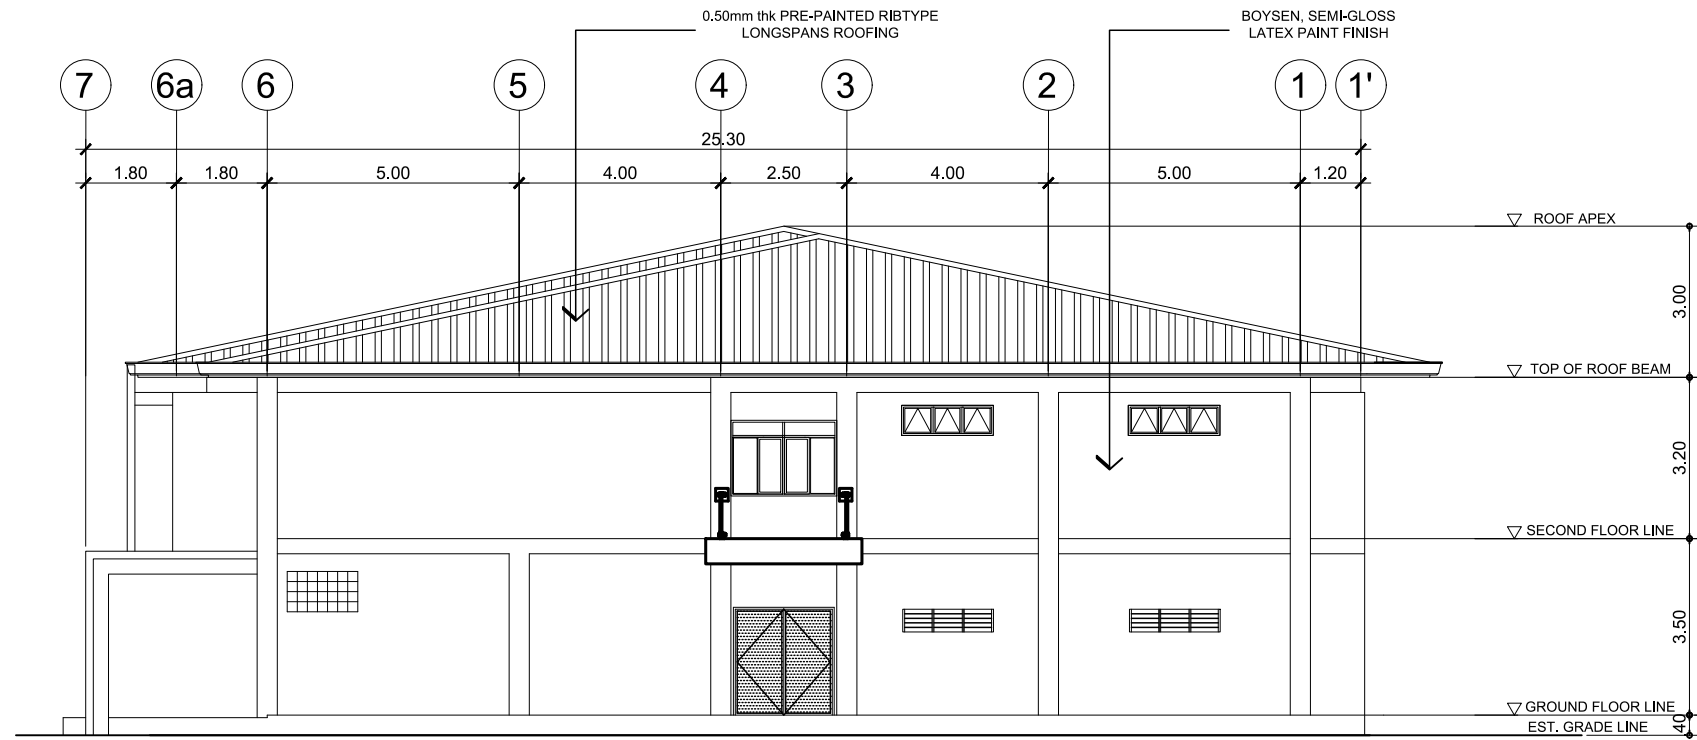 0.50mm thk PRE-PAINTED RIBTYPE
LONGSPANS ROOFING
BOYSEN, SEMI-GLOSS
LATEX PAINT FINISH
7 6a 6 5 4 3 2 1 1'
25.30
1.80 1.80 5.00 4.00 2.50 4.00 5.00 1.20
ROOF APEX
3.00
TOP OF ROOF BEAM
3.20
SECOND FLOOR LINE
3.50
GROUND FLOOR LINE
40
EST. GRADE LINE